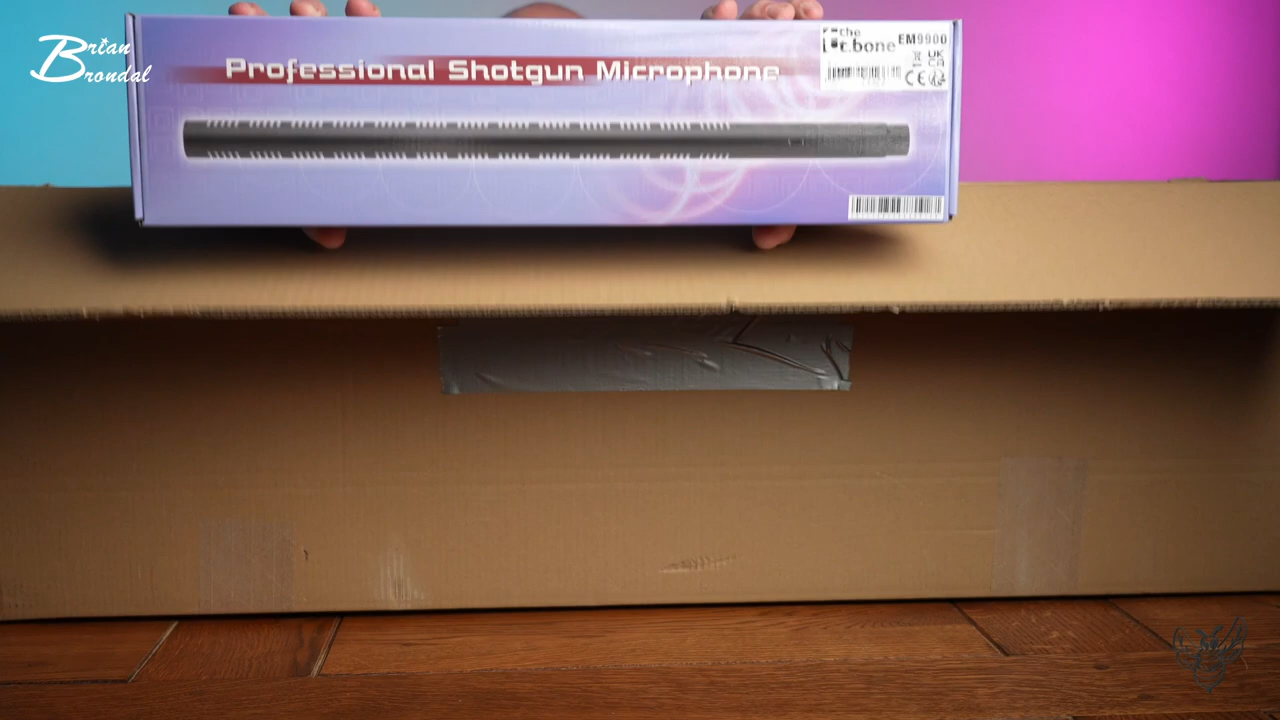 Brian
Brondal
Professional Shotgun Microphone
the
t.bone
EM9900
UK
CA
CE